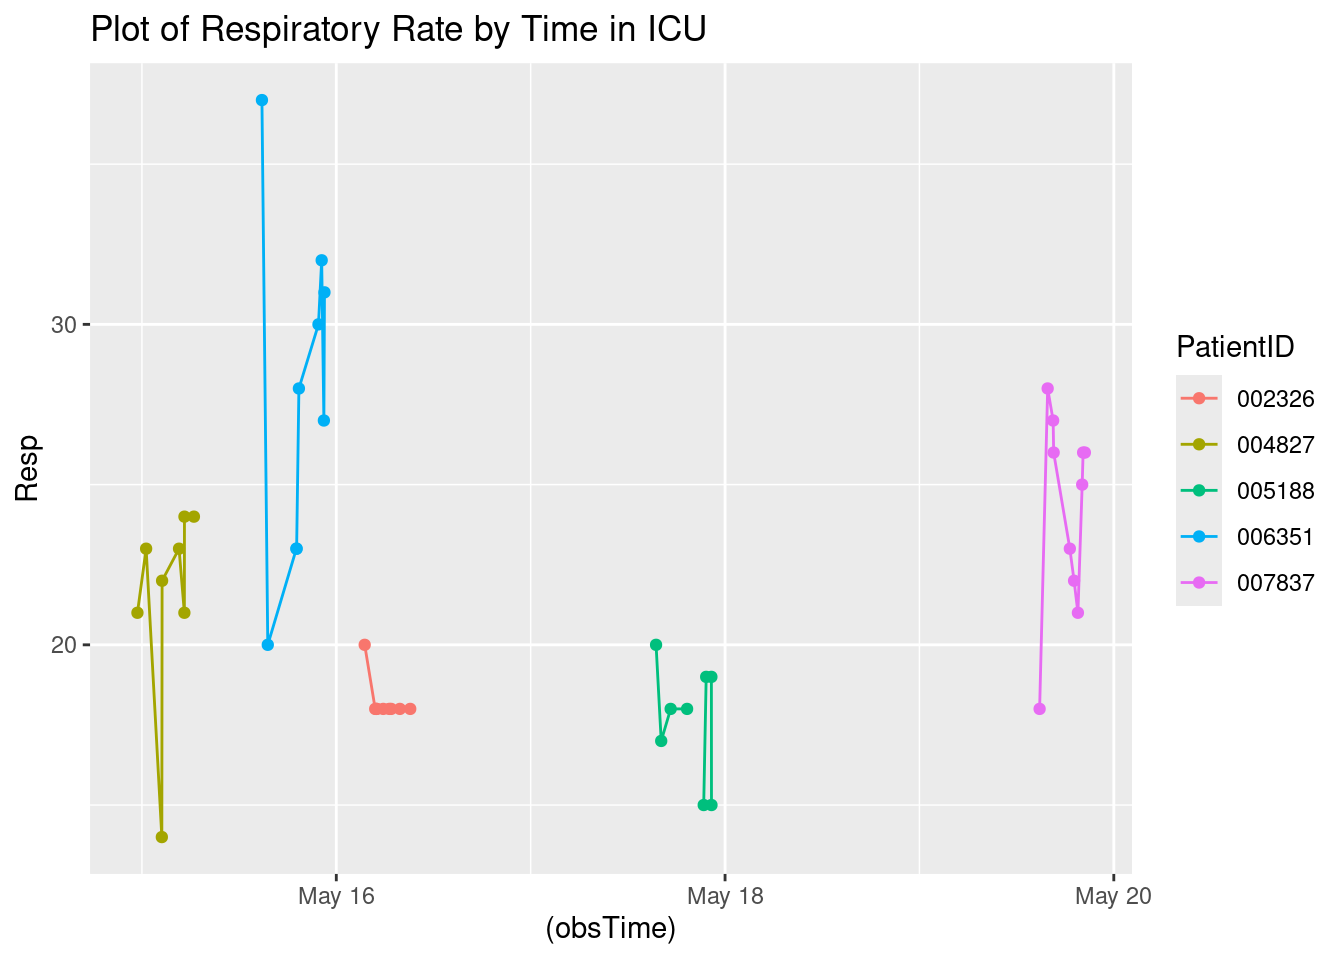 Plot of Respiratory Rate by Time in ICU
Resp
30
20
May 16
May 18
May 20
(obsTime)
PatientID
002326
004827
005188
006351
007837